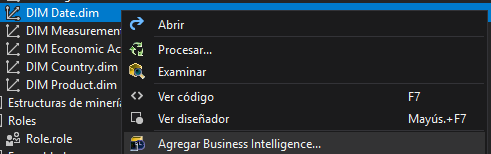 DIM Date.dim
DIM Measurement
DIM Economic Ac
DIM Country.dim
DIM Product.dim
Estructuras de minería
Roles
Role.role
Abrir
Procesar...
Examinar
Ver código F7
Ver diseñador Mayús.+F7
Agregar Business Intelligence...